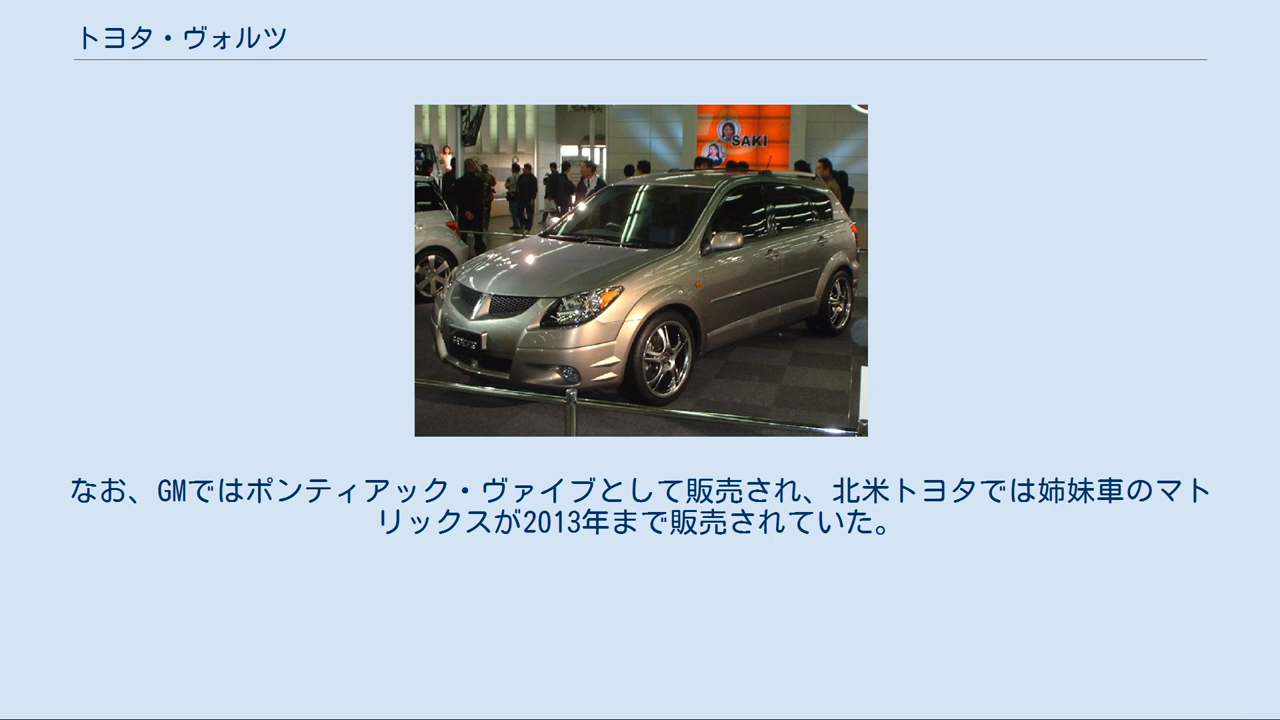 トヨタ・ヴォルツ
SAKI
なお、GMではポンティアック・ヴァイブとして販売され、北米トヨタでは姉妹車のマト
リックスが2013年まで販売されていた。